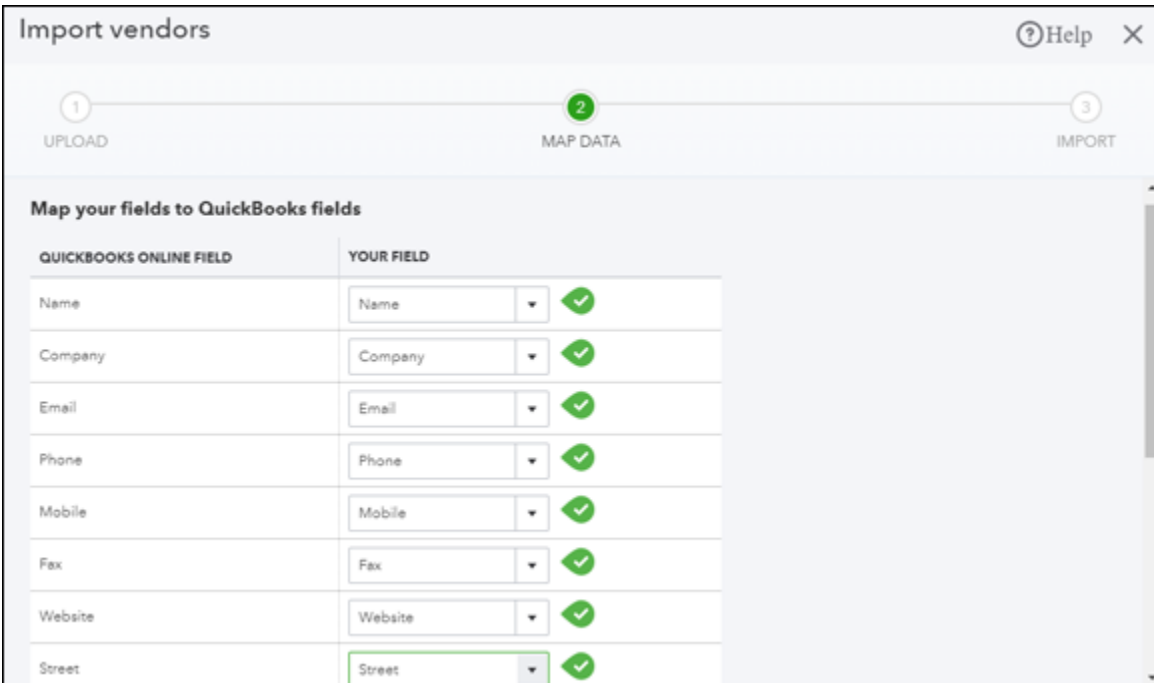 Import vendors
? Help
1
2
3
UPLOAD
MAP DATA
IMPORT
Map your fields to QuickBooks fields
QUICKBOOKS ONLINE FIELD YOUR FIELD
Name Name
Company Company
Email Email
Phone Phone
Mobile Mobile
Fax Fax
Website Website
Street Street